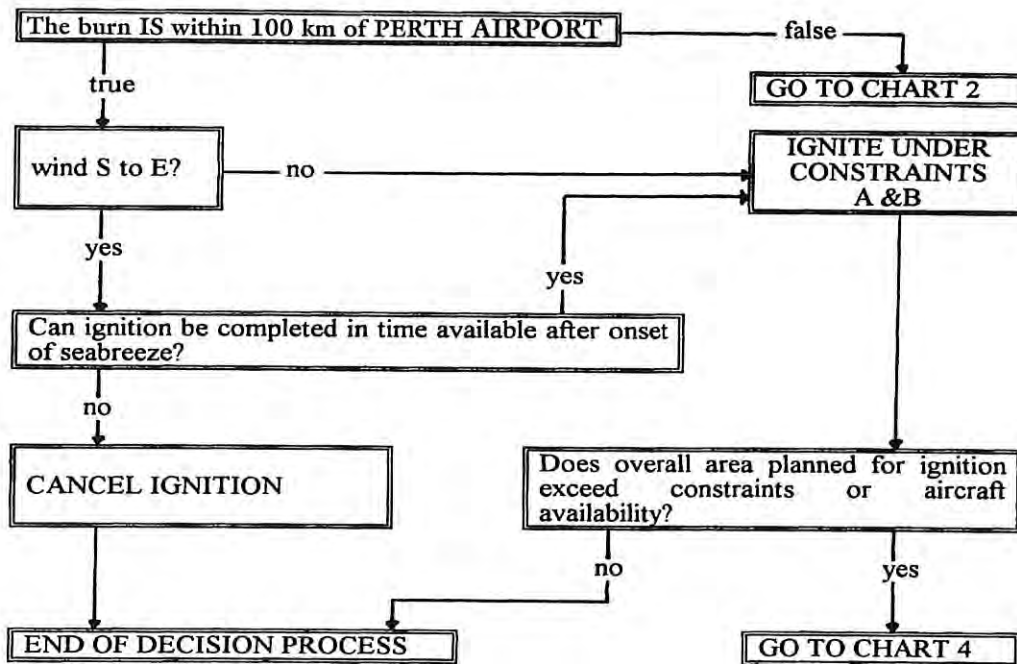 The burn IS within 100 km of PERTH AIRPORT
false
true
GO TO CHART 2
wind S to E?
no
IGNITE UNDER
CONSTRAINTS
A &B
yes
yes
Can ignition be completed in time available after onset
of seabreeze?
no
CANCEL IGNITION
Does overall area planned for ignition
exceed constraints or aircraft
availability?
no
yes
END OF DECISION PROCESS
GO TO CHART 4